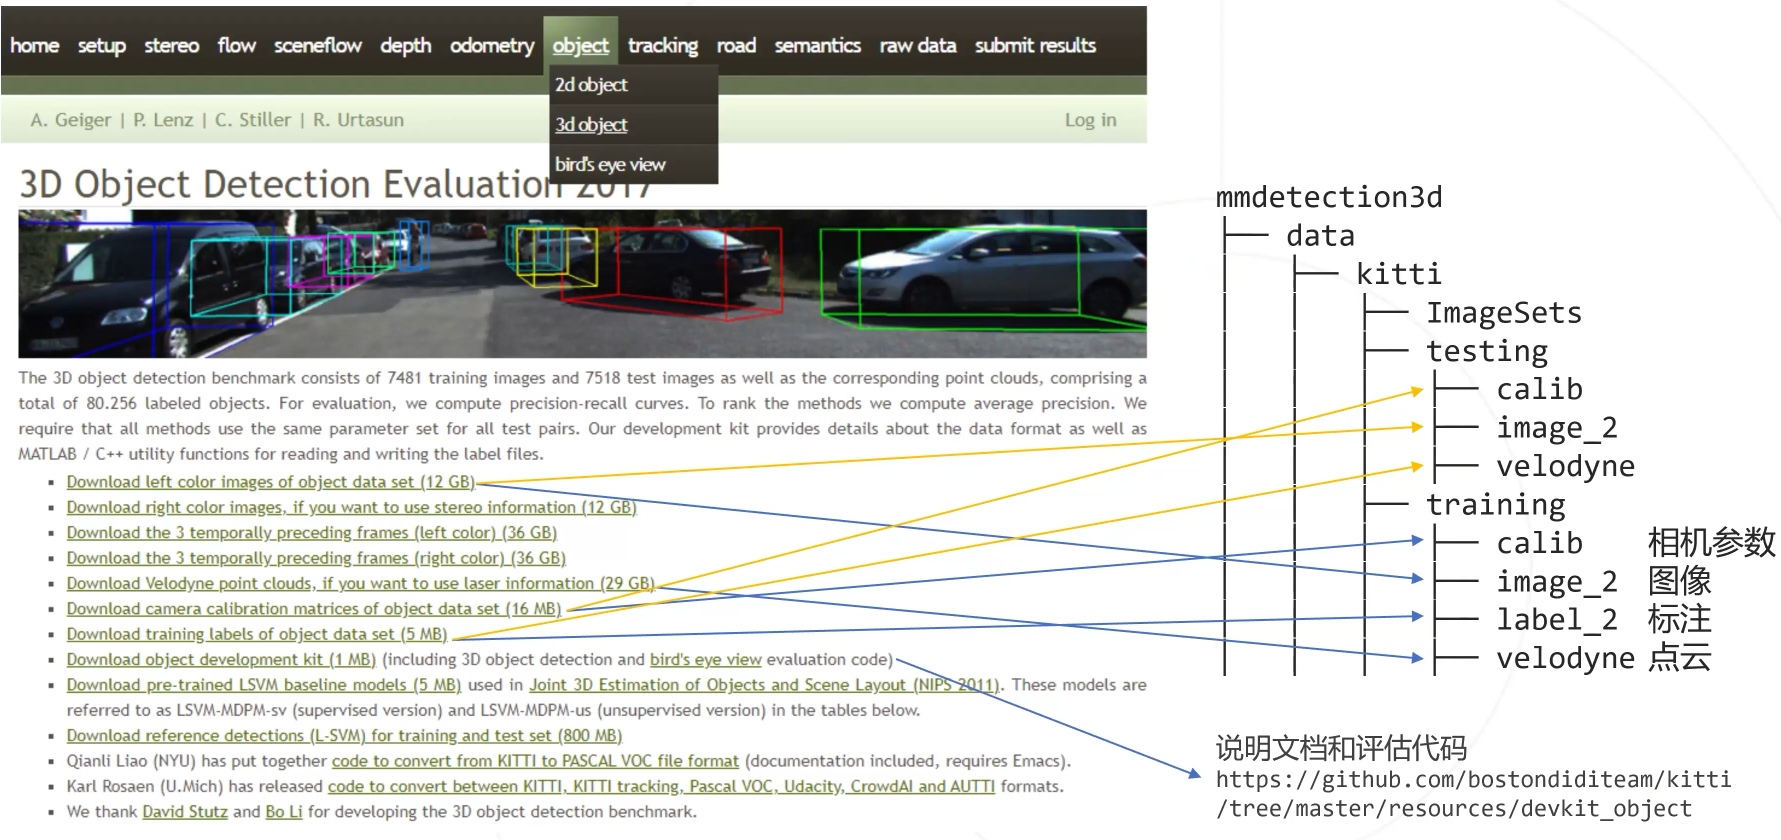 home setup stereo flow sceneflow depth odometry object tracking road semantics raw data submit results
2d object
3d object
bird's eye view
A. Geiger | P. Lenz | C. Stiller | R. Urtasun
Log in
3D Object Detection Evaluation 2017
The 3D object detection benchmark consists of 7481 training images and 7518 test images as well as the corresponding point clouds, comprising a
total of 80.256 labeled objects. For evaluation, we compute precision-recall curves. To rank the methods we compute average precision. We
require that all methods use the same parameter set for all test pairs. Our development kit provides details about the data format as well as
MATLAB / C++ utility functions for reading and writing the label files.
▪ Download left color images of object data set (12 GB)
▪ Download right color images, if you want to use stereo information (12 GB)
▪ Download the 3 temporally preceding frames (left color) (36 GB)
▪ Download the 3 temporally preceding frames (right color) (36 GB)
▪ Download Velodyne point clouds, if you want to use laser information (29 GB)
▪ Download camera calibration matrices of object data set (16 MB)
▪ Download training labels of object data set (5 MB)
▪ Download object development kit (1 MB) (including 3D object detection and bird's eye view evaluation code)
▪ Download pre-trained LSVM baseline models (5 MB) used in Joint 3D Estimation of Objects and Scene Layout (NIPS 2011). These models are
referred to as LSVM-MDPM-sv (supervised version) and LSVM-MDPM-us (unsupervised version) in the tables below.
▪ Download reference detections (L-SVM) for training and test set (800 MB)
▪ Qianli Liao (NYU) has put together code to convert from KITTI to PASCAL VOC file format (documentation included, requires Emacs).
▪ Karl Rosaen (U.Mich) has released code to convert between KITTI, KITTI tracking, Pascal VOC, Udacity, CrowdAI and AUTTI formats.
▪ We thank David Stutz and Bo Li for developing the 3D object detection benchmark.
mmdetection3d
data
kitti
ImageSets
testing
calib
image_2
velodyne
training
calib 相机参数
image_2 图像
label_2 标注
velodyne 点云
说明文档和评估代码
https://github.com/bostondiditeam/kitti
/tree/master/resources/devkit_object